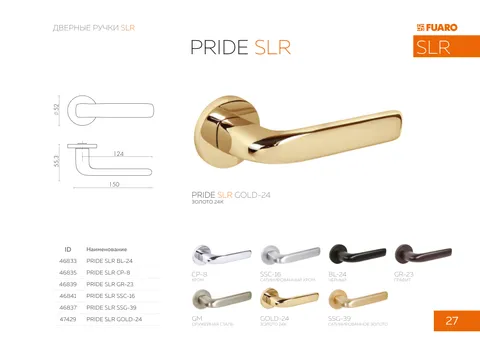 ДВЕРНЫЕ РУЧКИ SLR
FUARO
PRIDE SLR
SLR
52
55,3
124
150
PRIDE SLR GOLD-24
ЗОЛОТО 24К
ID Наименование
46833 PRIDE SLR BL-24
46835 PRIDE SLR CP-8
46839 PRIDE SLR GR-23
46841 PRIDE SLR SSC-16
46837 PRIDE SLR SSG-39
47429 PRIDE SLR GOLD-24
CP-8
ХРОМ
SSC-16
BL-24
ЧЕРНЫЙ
GR-23
ГРАФИТ
GM
GOLD-24
ЗОЛОТО 24К
SSG-39
27